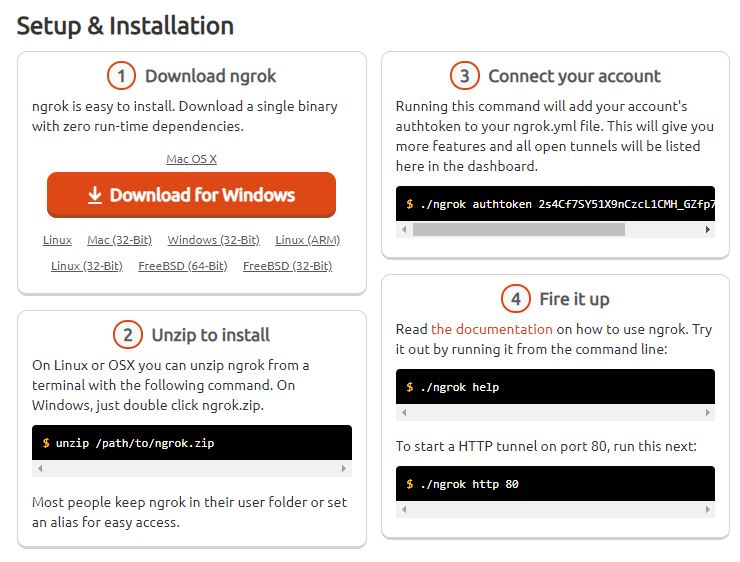 Setup & Installation
1 Download ngrok
ngrok is easy to install. Download a single binary
with zero run-time dependencies.
Mac OS X
Download for Windows
Linux Mac (32-Bit) Windows (32-Bit) Linux (ARM)
Linux (32-Bit) FreeBSD (64-Bit) FreeBSD (32-Bit)
2 Unzip to install
On Linux or OSX you can unzip ngrok from a
terminal with the following command. On
Windows, just double click ngrok.zip.
$ unzip /path/to/ngrok.zip
Most people keep ngrok in their user folder or set
an alias for easy access.
3 Connect your account
Running this command will add your account's
authtoken to your ngrok.yml file. This will give you
more features and all open tunnels will be listed
here in the dashboard.
$ ./ngrok authtoken 2s4Cf7SY51X9nCzcL1CMH_GZfp7
4 Fire it up
Read the documentation on how to use ngrok. Try
it out by running it from the command line:
$ ./ngrok help
To start a HTTP tunnel on port 80, run this next:
$ ./ngrok http 80